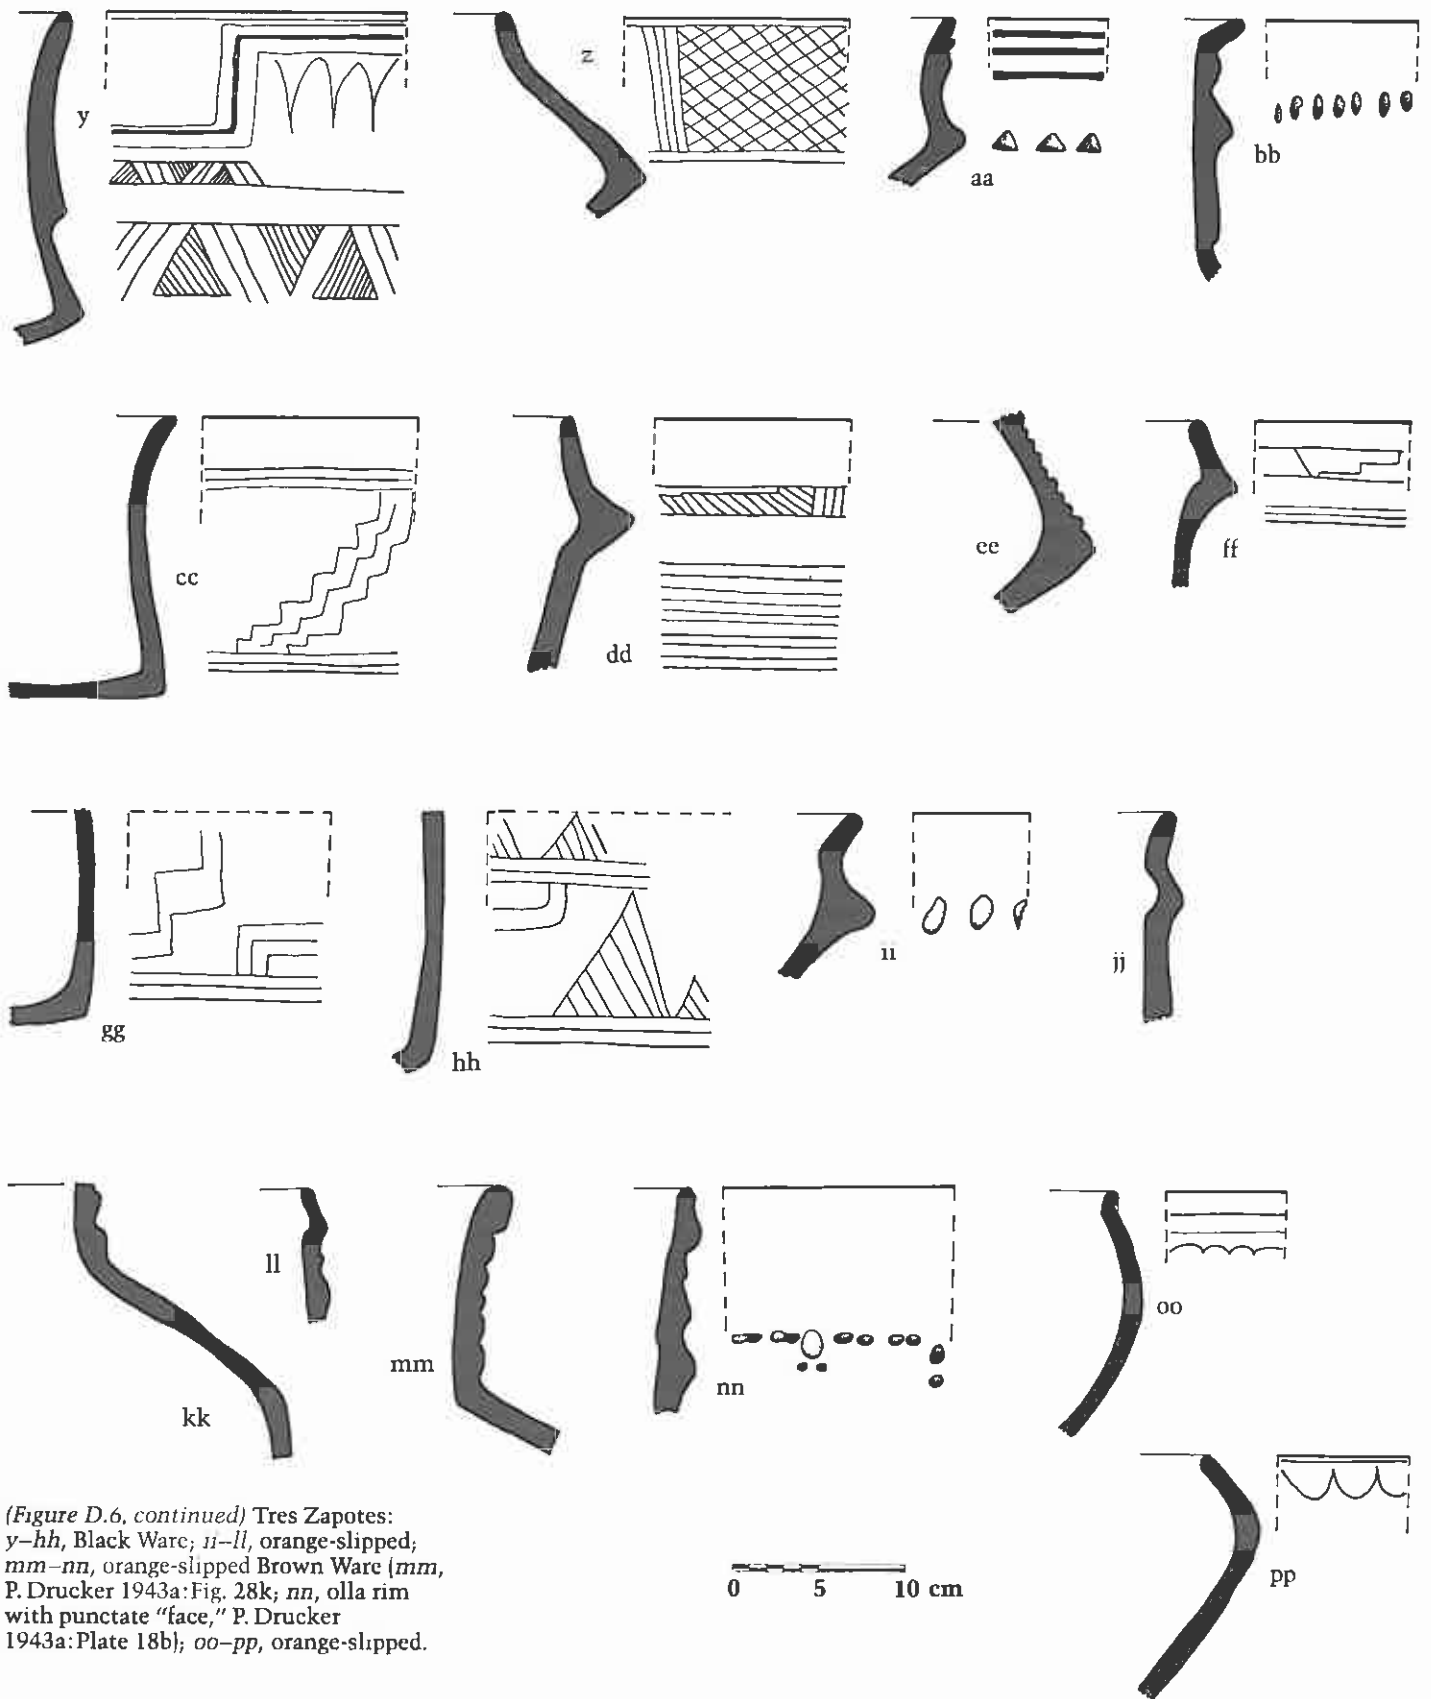 y
z
aa
bb
cc
dd
ee
ff
gg
hh
ii
jj
kk
ll
mm
nn
oo
pp
(Figure D.6, continued) Tres Zapotes:
y–hh, Black Ware; ii–ll, orange-slipped;
mm–nn, orange-slipped Brown Ware (mm,
P. Drucker 1943a:Fig. 28k; nn, olla rim
with punctate “face,” P. Drucker
1943a:Plate 18b); oo–pp, orange-slipped.
0 5 10 cm